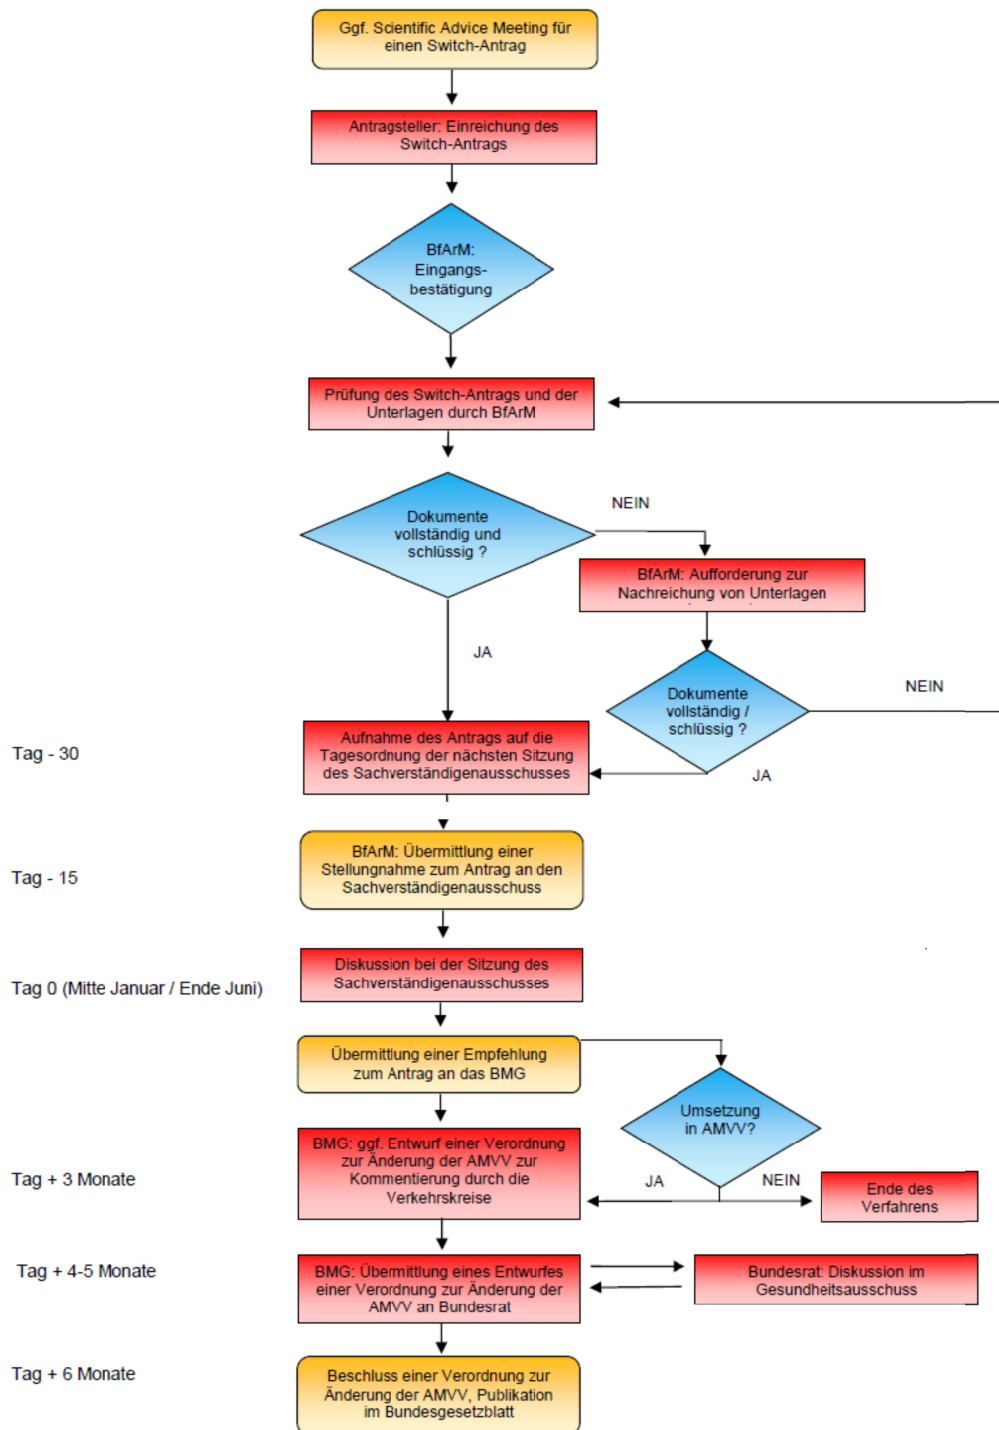 Ggf. Scientific Advice Meeting für
einen Switch-Antrag
Antragsteller: Einreichung des
Switch-Antrags
BfArM:
Eingangs-
bestätigung
Prüfung des Switch-Antrags und der
Unterlagen durch BfArM
Dokumente
vollständig und
schlüssig ?
NEIN
BfArM: Aufforderung zur
Nachreichung von Unterlagen
JA
Dokumente
vollständig /
schlüssig ?
NEIN
JA
Tag - 30
Aufnahme des Antrags auf die
Tagesordnung der nächsten Sitzung
des Sachverständigenausschusses
Tag - 15
BfArM: Übermittlung einer
Stellungnahme zum Antrag an den
Sachverständigenausschuss
Tag 0 (Mitte Januar / Ende Juni)
Diskussion bei der Sitzung des
Sachverständigenausschusses
Übermittlung einer Empfehlung
zum Antrag an das BMG
Umsetzung
in AMVV?
JA
NEIN
Ende des
Verfahrens
Tag + 3 Monate
BMG: ggf. Entwurf einer Verordnung
zur Änderung der AMVV zur
Kommentierung durch die
Verkehrskreise
Tag + 4-5 Monate
BMG: Übermittlung eines Entwurfes
einer Verordnung zur Änderung der
AMVV an Bundesrat
Bundesrat: Diskussion im
Gesundheitsausschuss
Tag + 6 Monate
Beschluss einer Verordnung zur
Änderung der AMVV, Publikation
im Bundesgesetzblatt